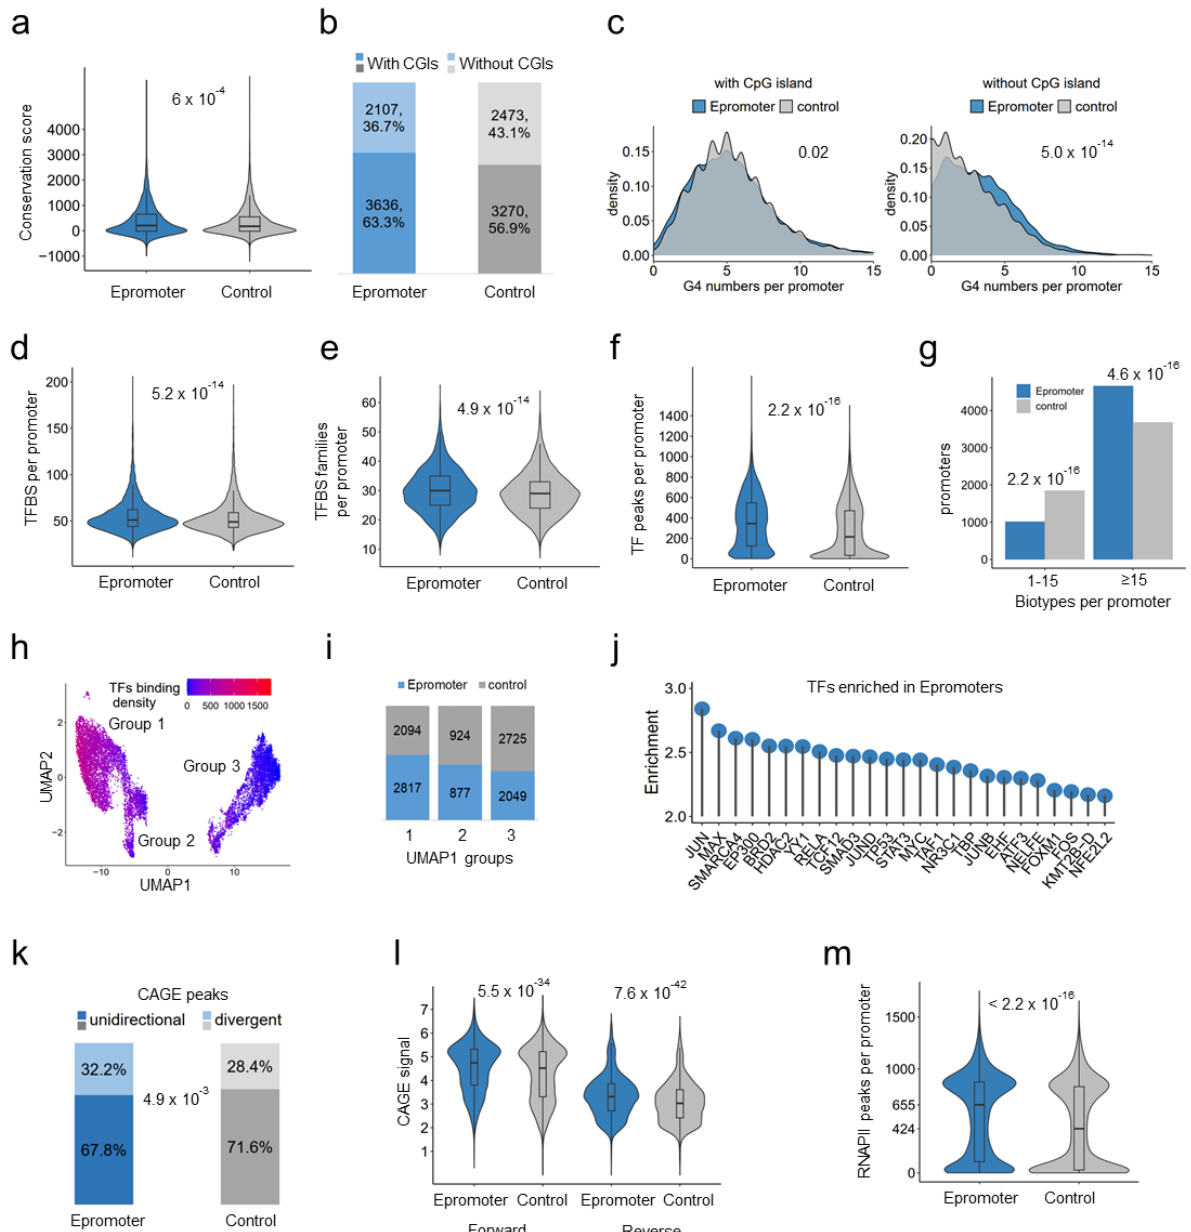 a
Conservation score
4000
3000
2000
1000
0
−1000
6 x 10-4
Epromoter
Control
b
With CGIs
Without CGIs
2107,
36.7%
3636,
63.3%
2473,
43.1%
3270,
56.9%
Epromoter
Control
c
with CpG island
Epromoter
control
0.02
density
0.15
0.10
0.05
0.00
0
5
10
15
G4 numbers per promoter
without CpG island
Epromoter
control
5.0 x 10-14
density
0.20
0.15
0.10
0.05
0.00
0
5
10
15
G4 numbers per promoter
d
TFBS per promoter
200
150
100
50
5.2 x 10-14
Epromoter
Control
e
TFBS families
per promoter
60
50
40
30
20
10
4.9 x 10-14
Epromoter
Control
f
TF peaks per promoter
1400
1200
1000
800
600
400
200
0
2.2 x 10-16
Epromoter
Control
g
promoters
4000
3000
2000
1000
0
Epromoter
control
4.6 x 10-16
2.2 x 10-16
1-15
≥15
Biotypes per promoter
h
TFs binding
density
0
500
1000
1500
Group 1
Group 2
Group 3
UMAP2
2
0
−2
−10
0
10
UMAP1
i
Epromoter
control
2094
924
2725
2817
877
2049
1
2
3
UMAP1 groups
j
TFs enriched in Epromoters
Enrichment
3.0
2.5
2.0
JUN
MAX
SMARCA4
EP300
BRD2
HDAC2
YY1
RELA
TCF12
SMAD3
JUND
TP53
STAT3
MYC
TAF1
NR3C1
TBP
JUNB
EHF
ATF3
NELFE
FOXM1
FOS
KMT2B-D
NFE2L2
k
CAGE peaks
unidirectional
divergent
32.2%
67.8%
4.9 x 10-3
28.4%
71.6%
Epromoter
Control
l
CAGE signal
7
6
5
4
3
2
1
5.5 x 10-34
7.6 x 10-42
Epromoter
Control
Epromoter
Control
Forward
Reverse
m
RNAPII peaks per promoter
1500
1000
655
424
0
< 2.2 x 10-16
Epromoter
Control